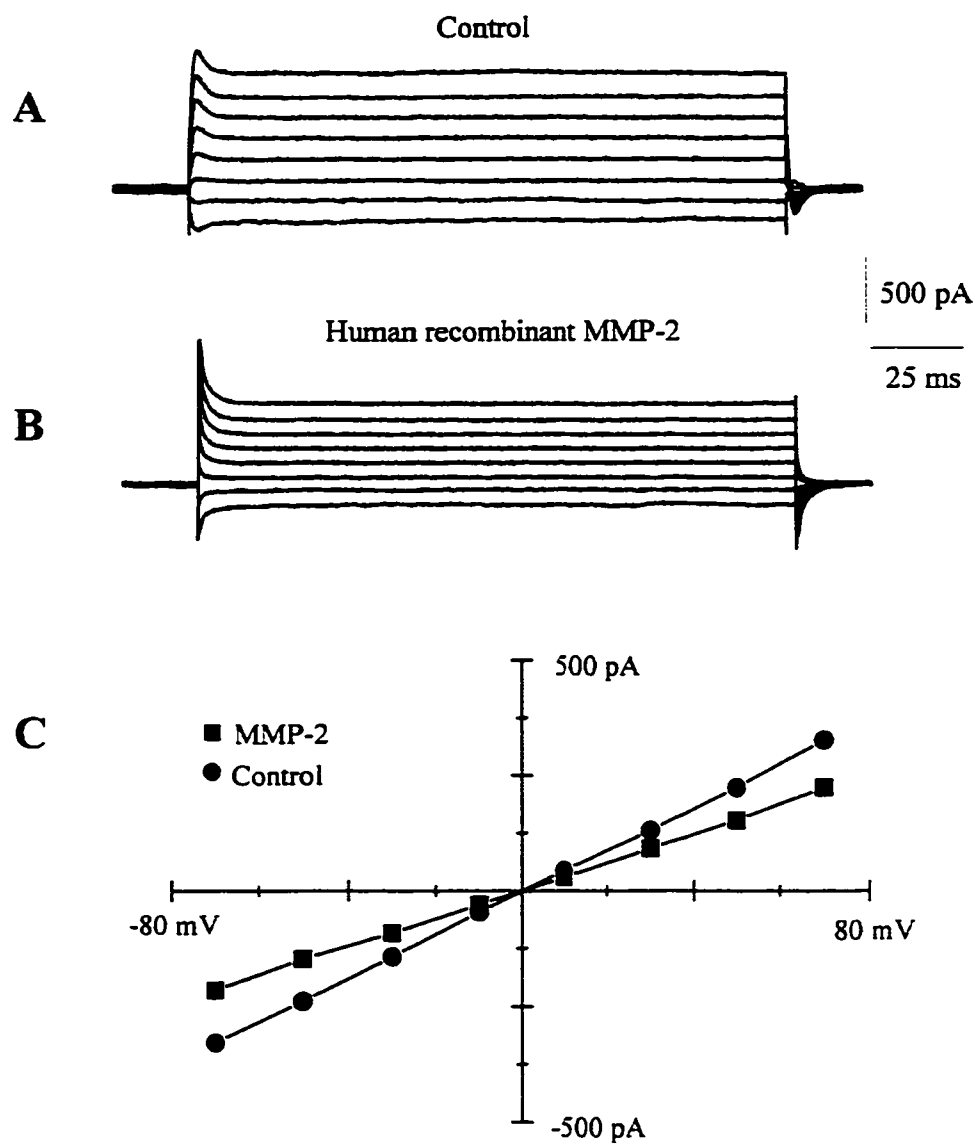 Control
A
500 pA
25 ms
Human recombinant MMP-2
B
C
500 pA
MMP-2
Control
-80 mV
80 mV
-500 pA